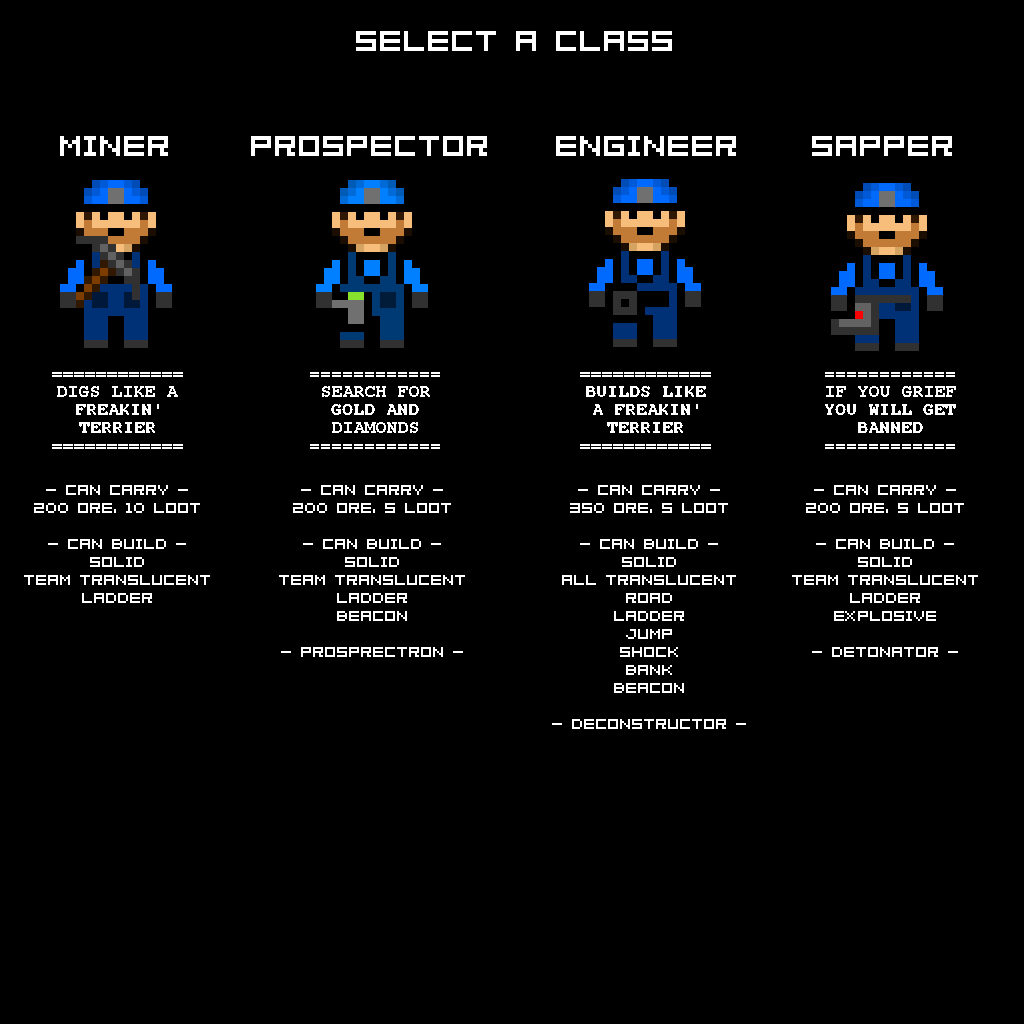 SELECT A CLASS
MINER
============
DIGS LIKE A
FREAKIN'
TERRIER
============
- CAN CARRY -
200 ORE, 10 LOOT
- CAN BUILD -
SOLID
TEAM TRANSLUCENT
LADDER
PROSPECTOR
============
SEARCH FOR
GOLD AND
DIAMONDS
============
- CAN CARRY -
200 ORE, 5 LOOT
- CAN BUILD -
SOLID
TEAM TRANSLUCENT
LADDER
BEACON
- PROSPRECTRON -
ENGINEER
============
BUILDS LIKE
A FREAKIN'
TERRIER
============
- CAN CARRY -
350 ORE, 5 LOOT
- CAN BUILD -
SOLID
ALL TRANSLUCENT
ROAD
LADDER
JUMP
SHOCK
BANK
BEACON
- DECONSTRUCTOR -
SAPPER
============
IF YOU GRIEF
YOU WILL GET
BANNED
============
- CAN CARRY -
200 ORE, 5 LOOT
- CAN BUILD -
SOLID
TEAM TRANSLUCENT
LADDER
EXPLOSIVE
- DETONATOR -